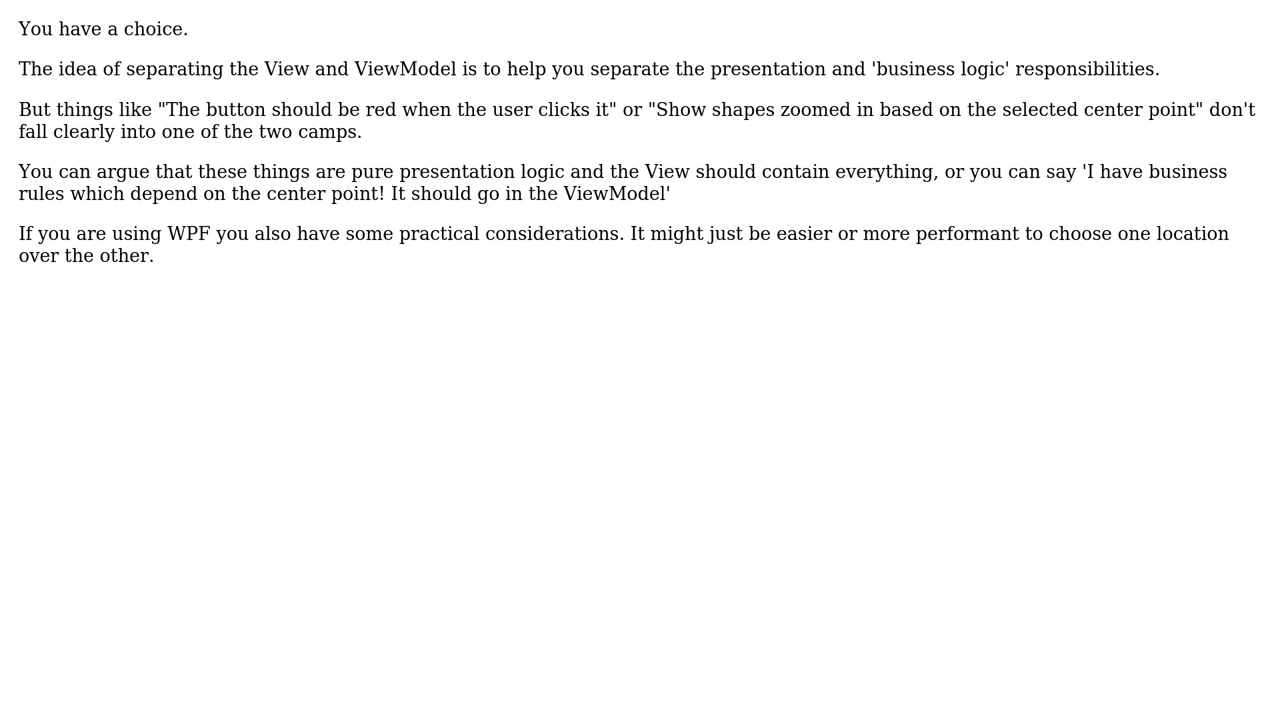 You have a choice.
The idea of separating the View and ViewModel is to help you separate the presentation and 'business logic' responsibilities.
But things like "The button should be red when the user clicks it" or "Show shapes zoomed in based on the selected center point" don't
fall clearly into one of the two camps.
You can argue that these things are pure presentation logic and the View should contain everything, or you can say 'I have business
rules which depend on the center point! It should go in the ViewModel'
If you are using WPF you also have some practical considerations. It might just be easier or more performant to choose one location
over the other.